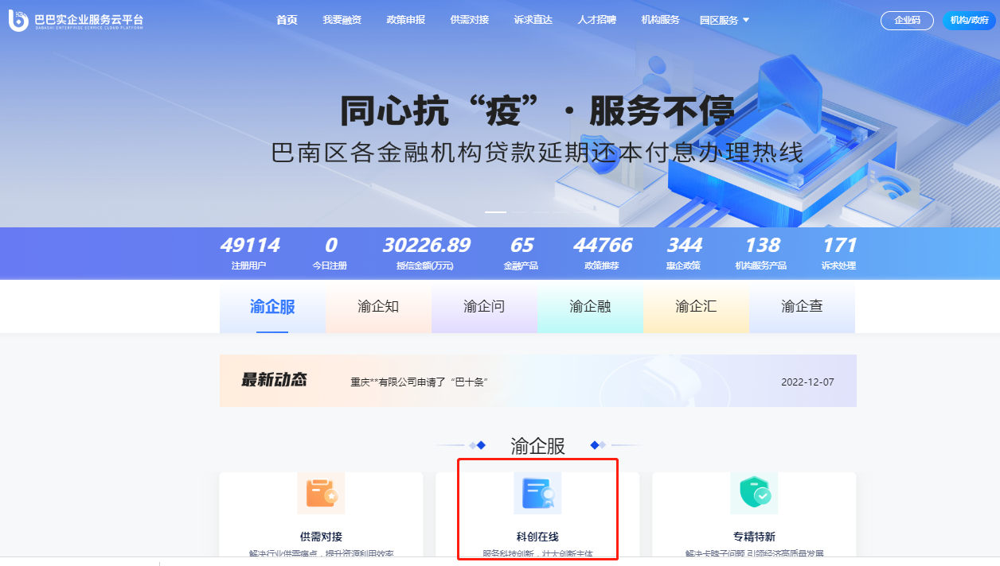 巴巴实企业服务云平台
BABASHI ENTERPRISE SERVICE CLOUD PLATFORM
首页 我要融资 政策申报 供需对接 诉求直达 人才招聘 机构服务 园区服务
企业码 机构/政府
同心抗“疫”·服务不停
巴南区各金融机构贷款延期还本付息办理热线
49114 0 30226.89 65 44766 344 138 171
注册用户 今日注册 授信金额(万元) 金融产品 政策推荐 惠企政策 机构服务产品 诉求处理
渝企服 渝企知 渝企问 渝企融 渝企汇 渝企查
最新动态 重庆**有限公司申请了“巴十条” 2022-12-07
渝企服
供需对接 科创在线 专精特新
解决行业供需痛点，提升资源利用效率 服务科技创新，壮大创新主体 解决卡脖子问题,引领经济高质量发展